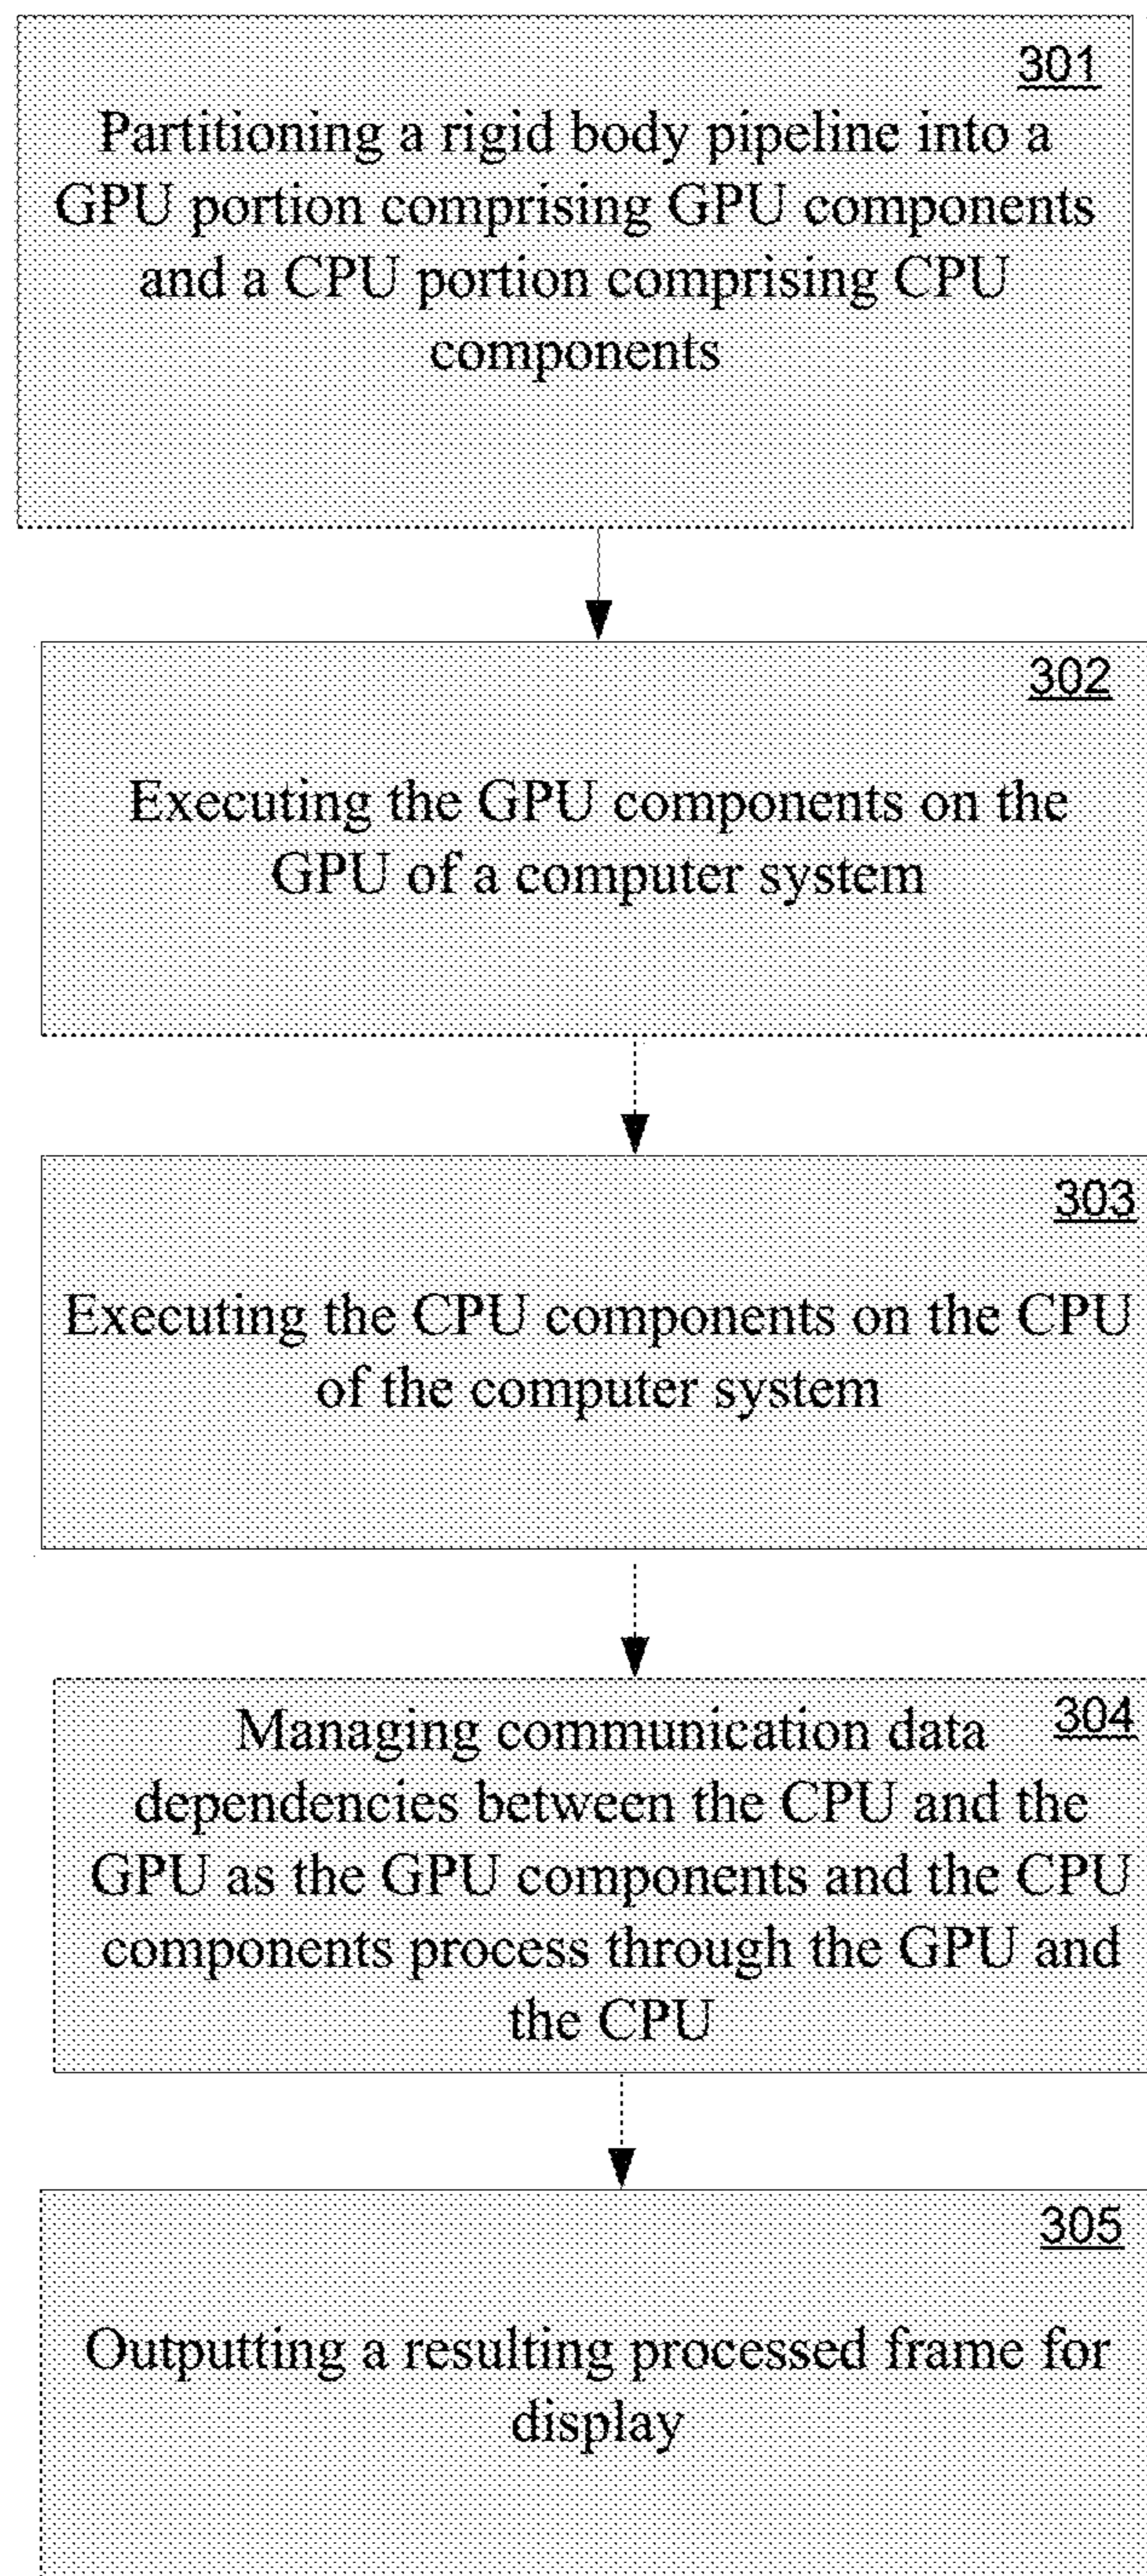 301
Partitioning a rigid body pipeline into a
GPU portion comprising GPU components
and a CPU portion comprising CPU
components
302
Executing the GPU components on the
GPU of a computer system
303
Executing the CPU components on the CPU
of the computer system
304
Managing communication data
dependencies between the CPU and the
GPU as the GPU components and the CPU
components process through the GPU and
the CPU
305
Outputting a resulting processed frame for
display